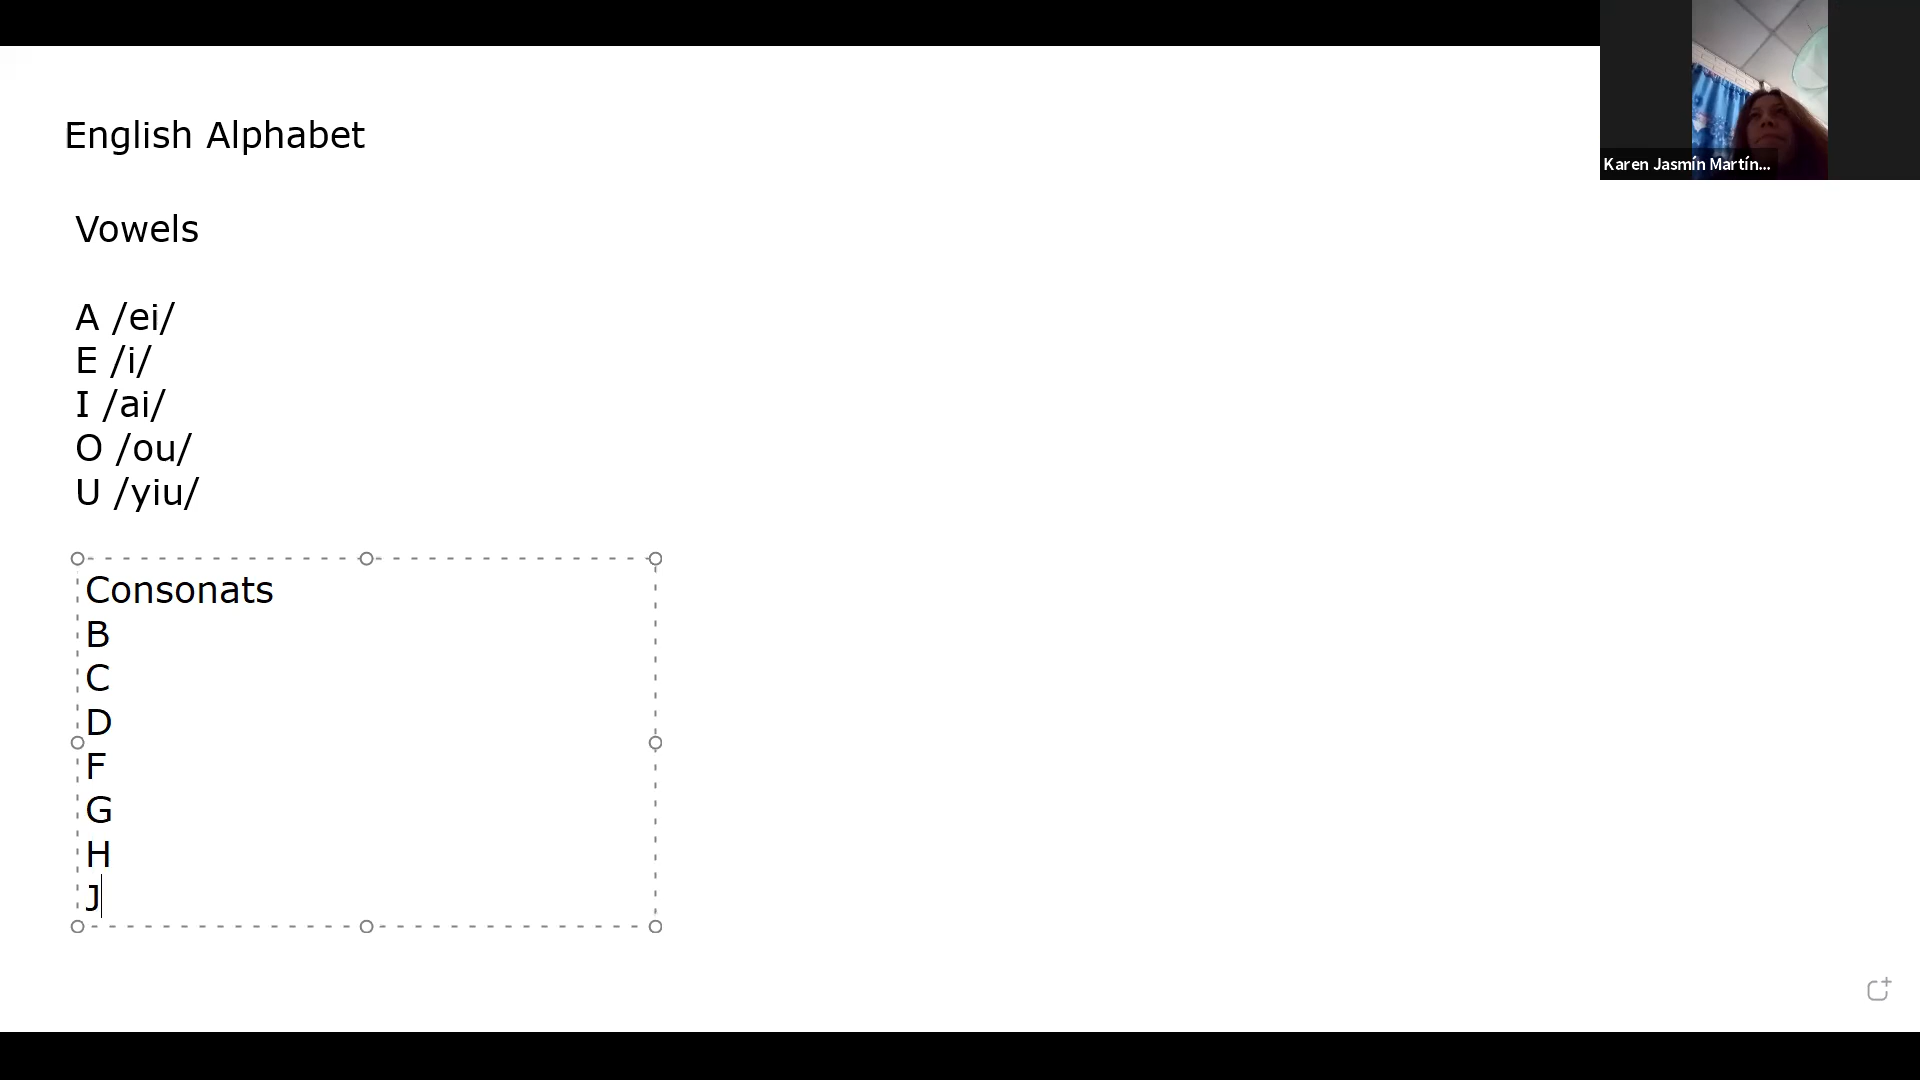 English Alphabet
Vowels
A /ei/
E /i/
I /ai/
O /ou/
U /yiu/
Consonats
B
C
D
F
G
H
J
Karen Jasmín Martín...